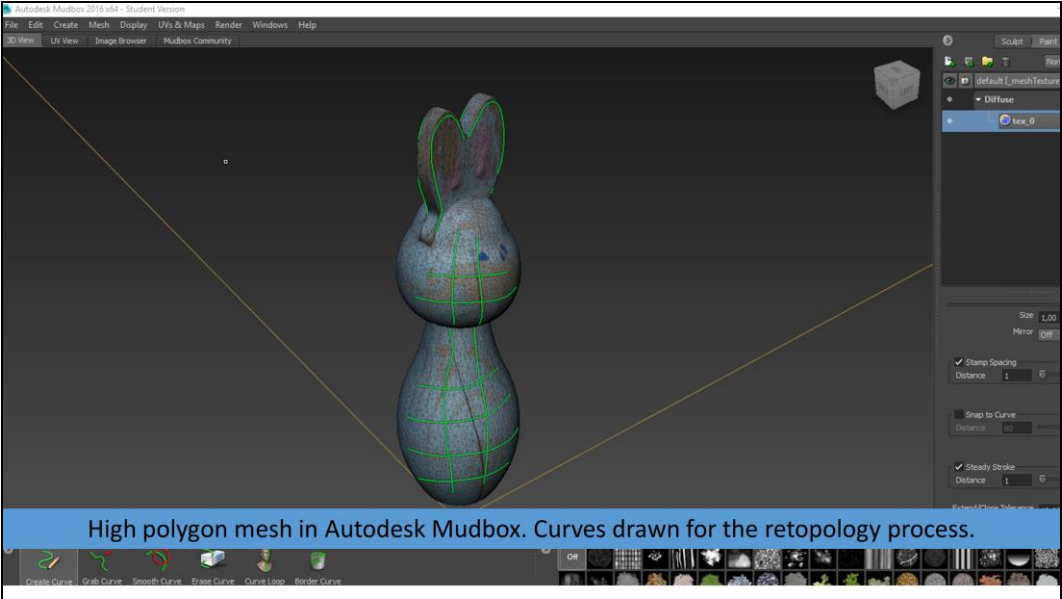 Autodesk Mudbox 2016 x64 - Student Version
File Edit Create Mesh Display UVs & Maps Render Windows Help
3D View UV View Image Browser Mudbox Community
Sculpt Paint
Nor
default [_meshTexture
Diffuse
tex_0
Size 1,00
Mirror Off
Stamp Spacing
Distance 1
Snap to Curve
Distance 60
Steady Stroke
Distance 1
High polygon mesh in Autodesk Mudbox. Curves drawn for the retopology process.
Off
Create Curve Grab Curve Smooth Curve Erase Curve Curve Loop Border Curve